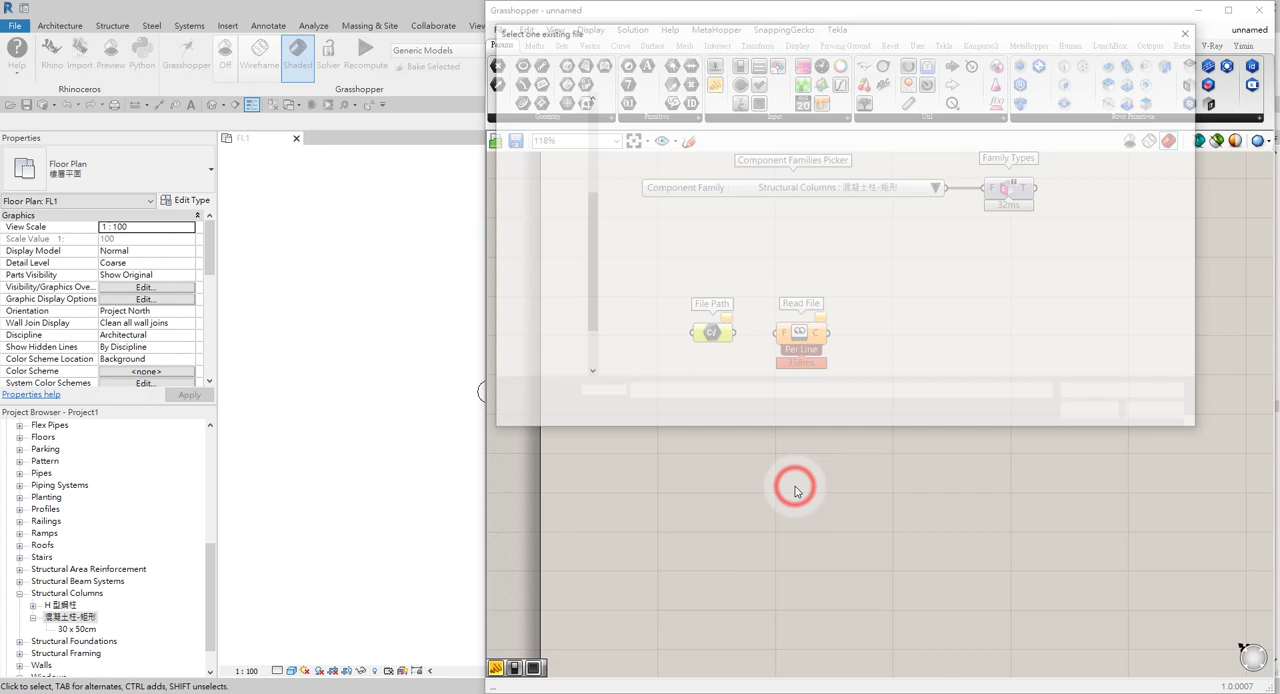 Grasshopper - unnamed
File
Architecture
Structure
Steel
Systems
Insert
Annotate
Analyze
Massing & Site
Collaborate
Edit
View
Display
Solution
Help
MetaHopper
SnappingGecko
Tekla
unnamed
Select one existing file
Params
Maths
Sets
Vector
Curve
Surface
Mesh
Intersect
Transform
Display
Proving Ground
Revit
User
Tekla
Kangaroo2
MetaHopper
Human
LunchBox
Octopus
Extra
V-Ray
Yimin
Help
Rhino
Import
Preview
Python
Grasshopper
Off
Wireframe
Shaded
Solver
Recompute
Generic Models
Bake Selected
Rhinoceros
Grasshopper
Geometry
Primitive
Input
Util
Revit Primitives
Properties
FL1
118%
Floor Plan
樓層平面
Floor Plan: FL1
Edit Type
Graphics
View Scale
1 : 100
Scale Value 1:
100
Display Model
Normal
Detail Level
Coarse
Parts Visibility
Show Original
Visibility/Graphics Ove...
Edit...
Graphic Display Options
Edit...
Orientation
Project North
Wall Join Display
Clean all wall joins
Discipline
Architectural
Show Hidden Lines
By Discipline
Color Scheme Location
Background
Color Scheme
<none>
System Color Schemes
Edit...
Properties help
Apply
Component Families Picker
Family Types
Component Family
Structural Columns : 混凝土柱-矩形
F
T
32ms
File Path
Read File
F
C
Per Line
358ms
Project Browser - Project1
Flex Pipes
Floors
Parking
Pattern
Pipes
Piping Systems
Planting
Profiles
Railings
Ramps
Roofs
Stairs
Structural Area Reinforcement
Structural Beam Systems
Structural Columns
H 型鋼柱
混凝土柱-矩形
30 x 50cm
Structural Foundations
Structural Framing
Walls
1 : 100
Click to select, TAB for alternates, CTRL adds, SHIFT unselects.
1.0.0007